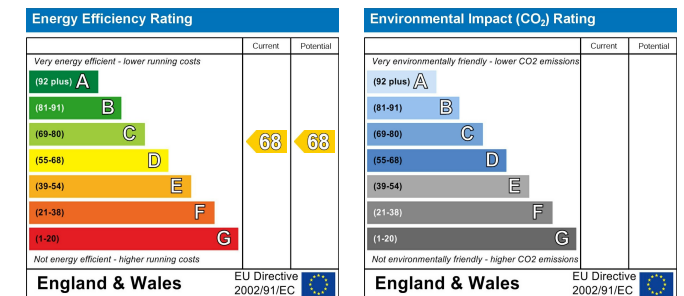 Energy Efficiency Rating
Current Potential
Very energy efficient - lower running costs
(92 plus) A
(81-91) B
(69-80) C
68 68
(55-68) D
(39-54) E
(21-38) F
(1-20) G
Not energy efficient - higher running costs
England & Wales
EU Directive
2002/91/EC
Environmental Impact (CO2) Rating
Current Potential
Very environmentally friendly - lower CO2 emissions
(92 plus) A
(81-91) B
(69-80) C
(55-68) D
(39-54) E
(21-38) F
(1-20) G
Not environmentally friendly - higher CO2 emissions
England & Wales
EU Directive
2002/91/EC